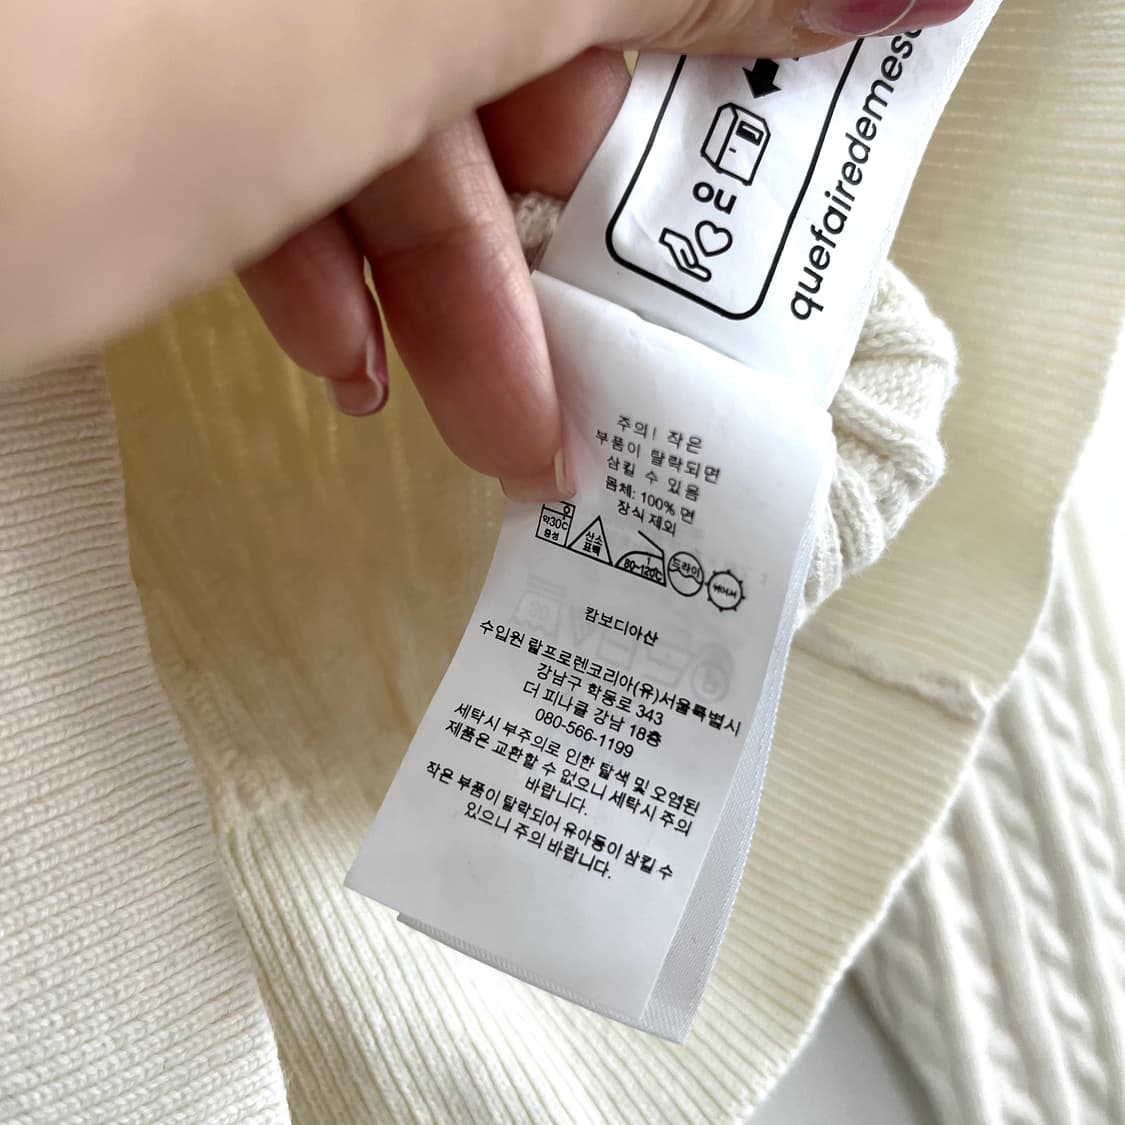 quefairedemesd
주의! 작은
부품이 탈락되면
삼킬 수 있음
몸체: 100% 면
장식 제외
약30℃
중성
산소
표백
80~120℃
드라이
캄보디아산
수입원 랄프로렌코리아(유)서울특별시
강남구 학동로 343
더 피나클 강남 18층
080-566-1199
세탁시 부주의로 인한 탈색 및 오염된
제품은 교환할 수 없으니 세탁시 주의
바랍니다.
작은 부품이 탈락되어 유아등이 삼킬 수
있으니 주의 바랍니다.